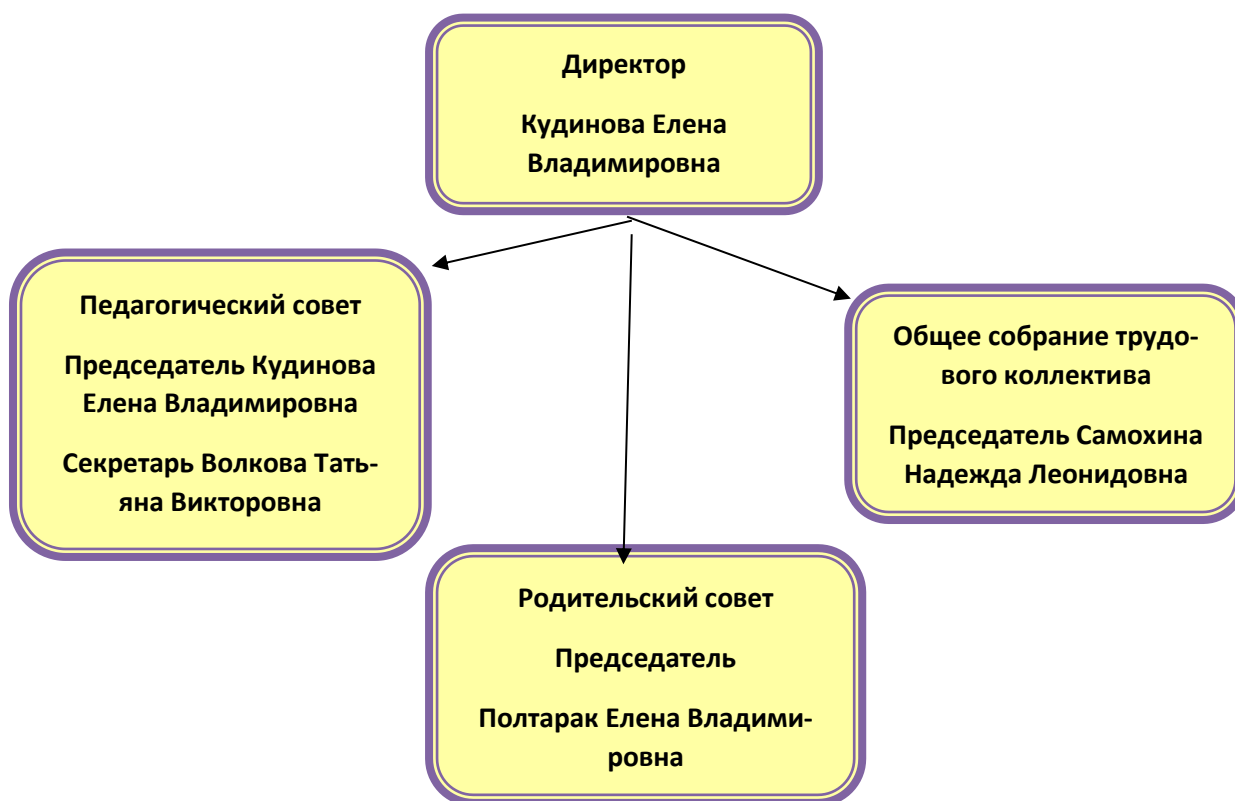 Директор
Кудинова Елена
Владимировна
Педагогический совет
Председатель Кудинова
Елена Владимировна
Секретарь Волкова Тать-
яна Викторовна
Общее собрание трудо-
вого коллектива
Председатель Самохина
Надежда Леонидовна
Родительский совет
Председатель
Полтарак Елена Владими-
ровна